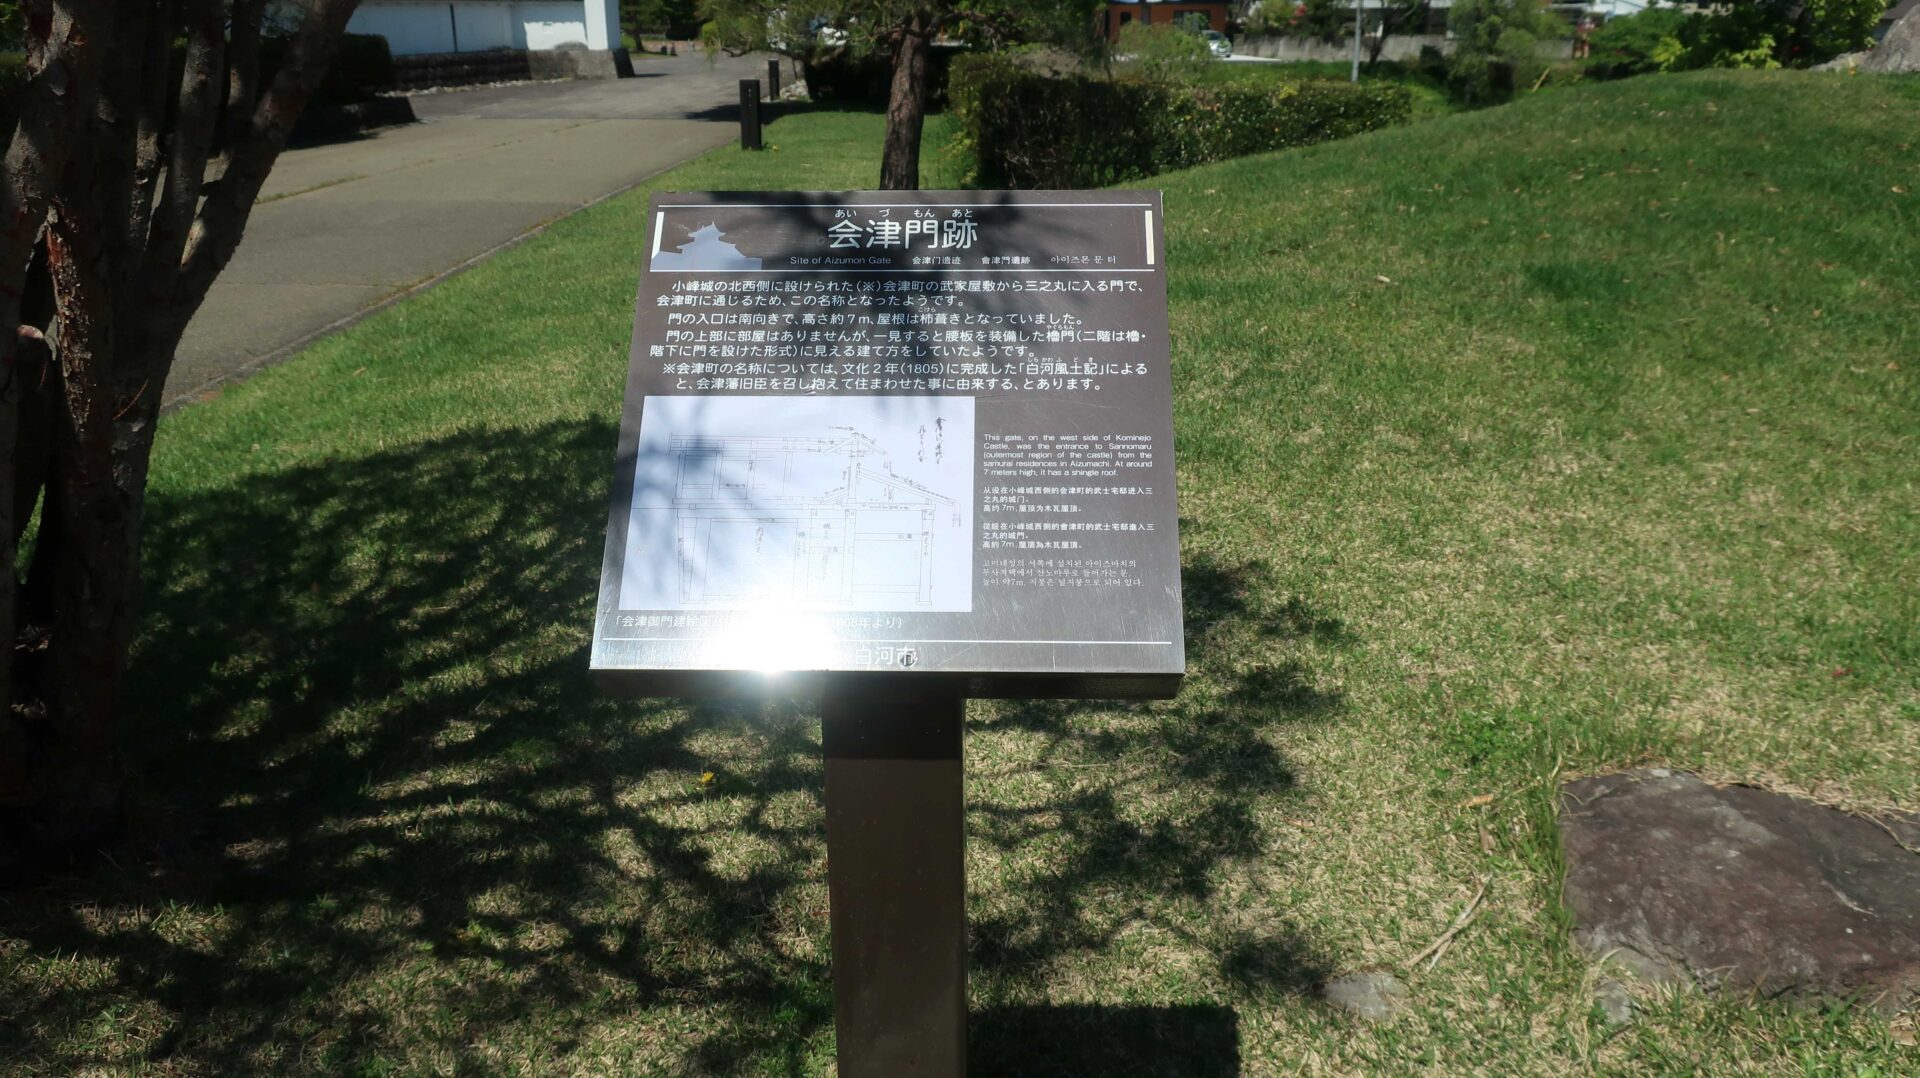 あいづもんあと
会津門跡
Site of Aizumon Gate 会津门遗迹 會津門遺跡 아이즈몬 문 터
小峰城の北西側に設けられた(※)会津町の武家屋敷から三之丸に入る門で、
会津町に通じるため、この名称となったようです。
門の入口は南向きで、高さ約7m、屋根は柿葺きとなっていました。
門の上部に部屋はありませんが、一見すると腰板を装備した櫓門(二階は櫓・
階下に門を設けた形式)に見える建て方をしていたようです。
※会津町の名称については、文化2年(1805)に完成した「白河風土記」による
と、会津藩旧臣を召し抱えて住まわせた事に由来する、とあります。
This gate, on the west side of Kominejo
Castle, was the entrance to Sannomaru
(outermost region of the castle) from the
samurai residences in Aizumachi. At around
7 meters high, it has a shingle roof.
从设在小峰城西侧的会津町的武士宅邸进入三
之丸的城门。
高约7m，屋顶为木瓦屋顶。
從設在小峰城西側的會津町的武士宅邸進入三
之丸的城門。
高約7m，屋頂為木瓦屋頂。
고미네성의 서쪽에 설치된 아이즈마치의
무사저택에서 산노마루로 들어가는 문
높이 약7m, 지붕은 널지붕으로 되어 있다.
「会津御門建絵図」 1808年より)
白河市